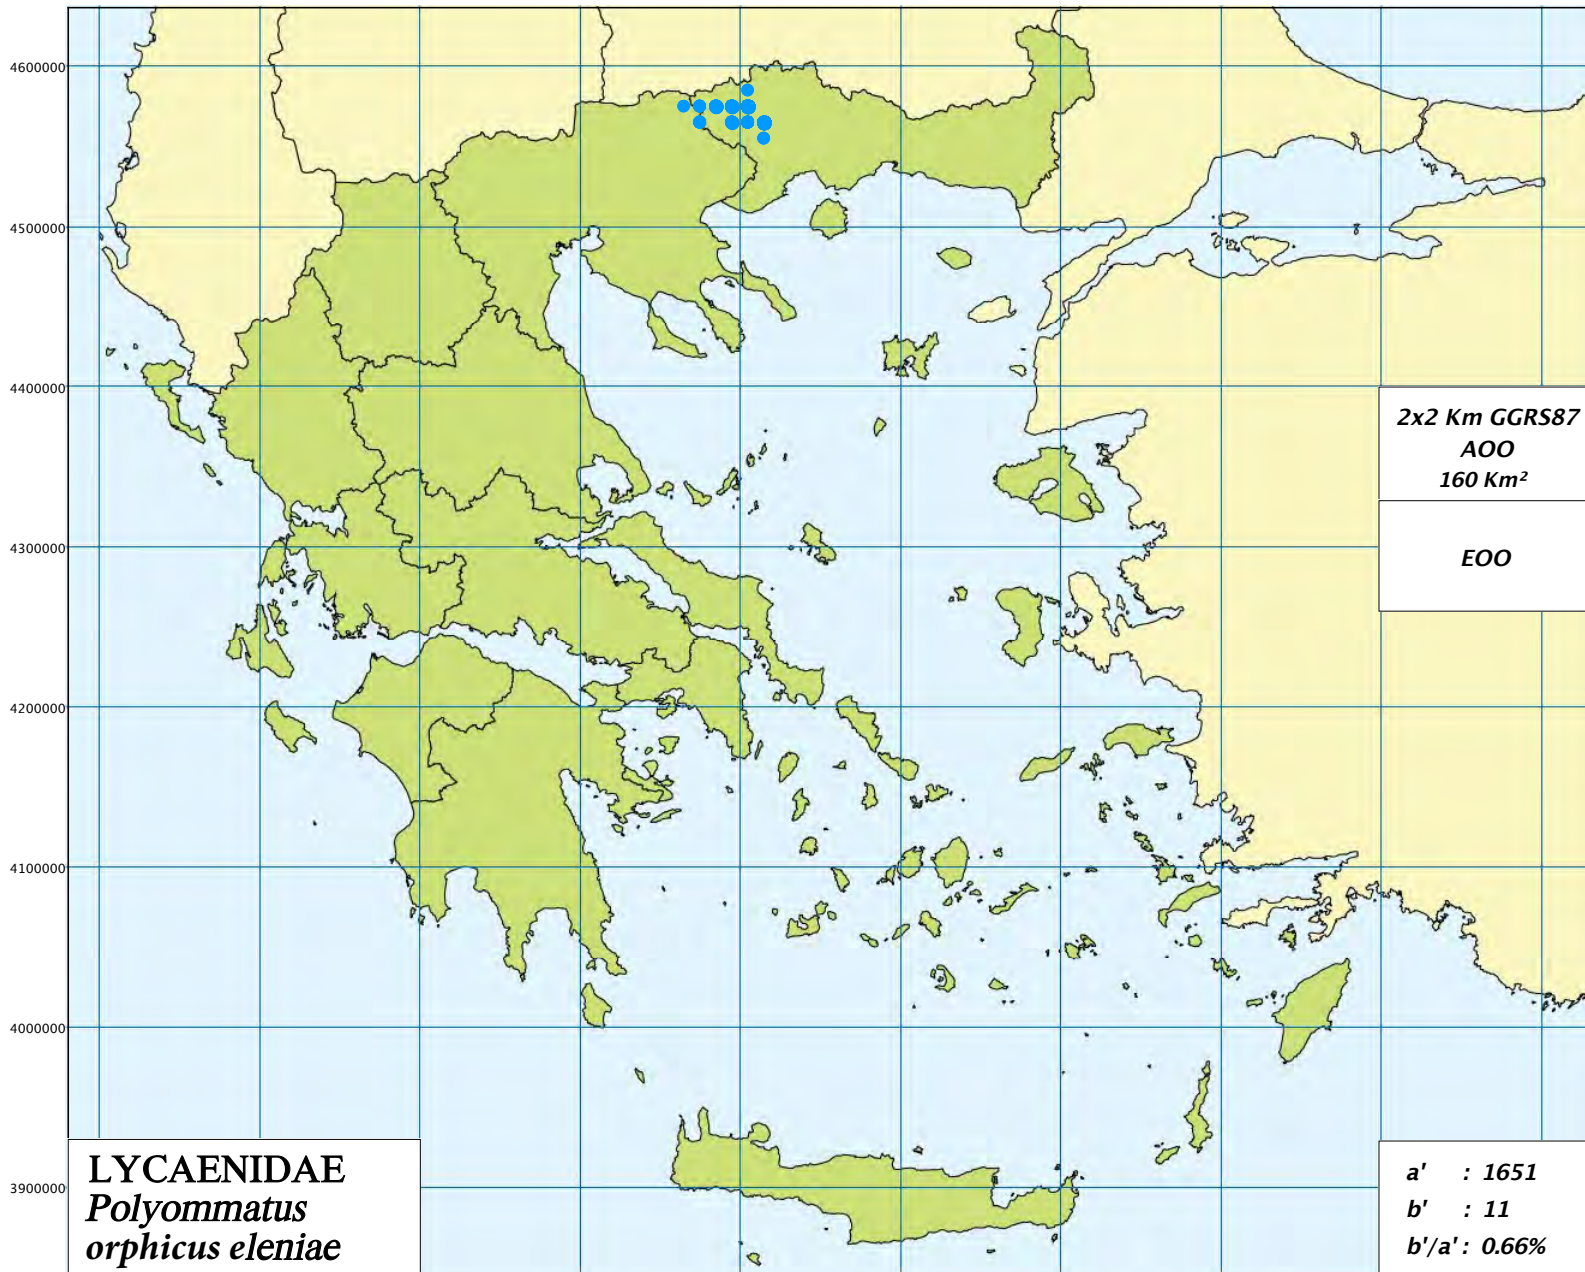 4600000
4500000
4400000
2x2 Km GGRS87
AOO
160 Km²
4300000
EOO
4200000
4100000
4000000
3900000
LYCAENIDAE
Polyommatus
orphicus eleniae
a' : 1651
b' : 11
b'/a' : 0.66%